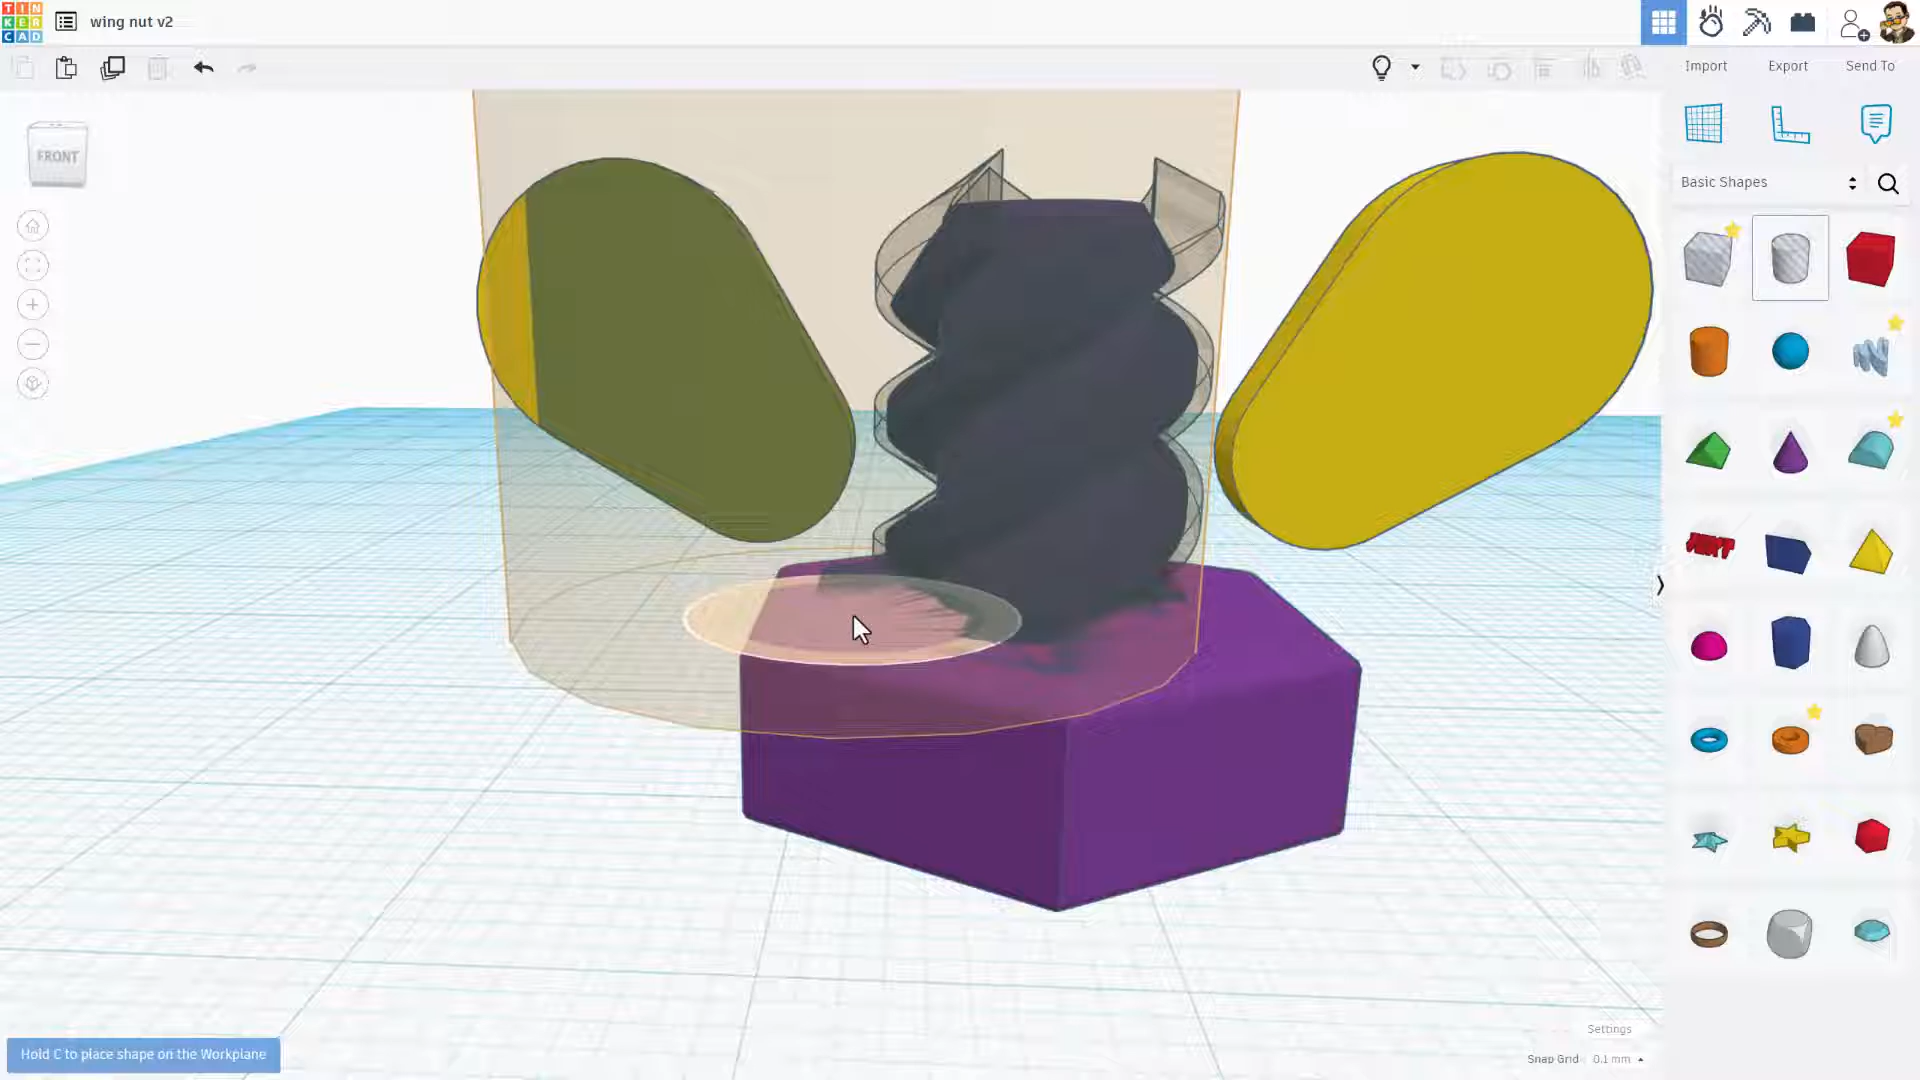 TIN
KER
CAD
wing nut v2
Import
Export
Send To
FRONT
Basic Shapes
TEXT
Settings
Snap Grid 0.1 mm
Hold C to place shape on the Workplane